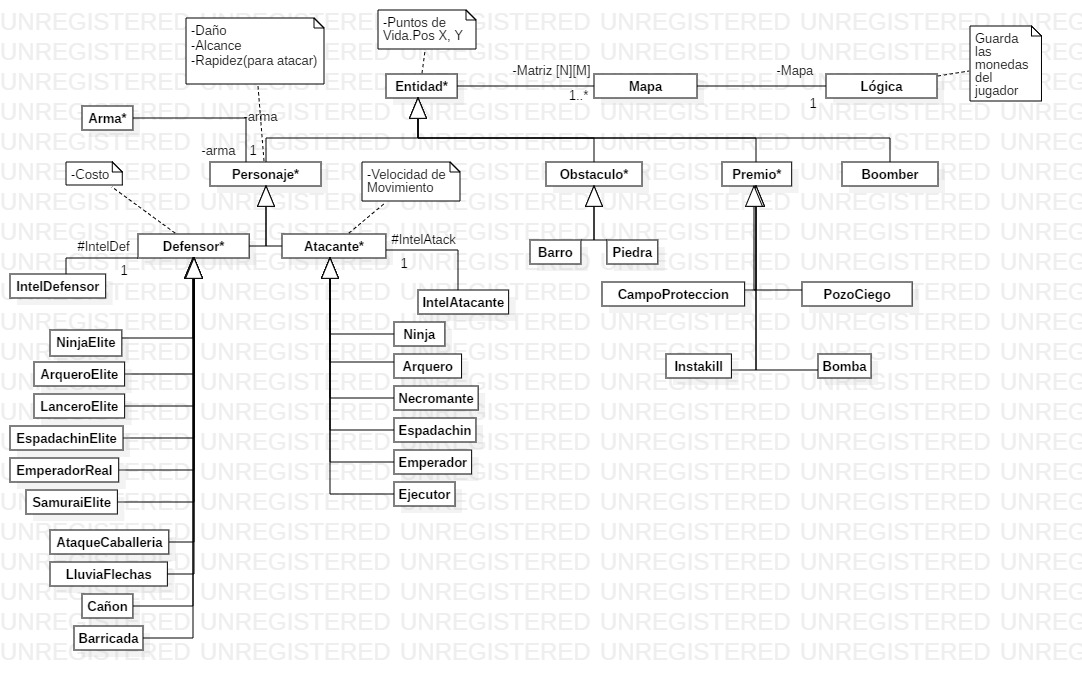 -Daño
-Alcance
-Rapidez(para atacar)
-Puntos de
Vida.Pos X, Y
Guarda
las
monedas
del
jugador
Entidad*
-Matriz [N][M]
1..*
Mapa
-Mapa
1
Lógica
Arma*
-arma
-arma
1
-Costo
Personaje*
-Velocidad de
Movimiento
Obstaculo*
Premio*
Boomber
#IntelDef
1
Defensor*
Atacante*
#IntelAtack
1
Barro
Piedra
IntelDefensor
IntelAtacante
CampoProteccion
PozoCiego
NinjaElite
ArqueroElite
LanceroElite
EspadachinElite
EmperadorReal
SamuraiElite
AtaqueCaballeria
LluviaFlechas
Cañon
Barricada
Ninja
Arquero
Necromante
Espadachin
Emperador
Ejecutor
Instakill
Bomba
UNREGISTERED UNREGISTERED UNREGISTERED UNREGISTERED UNREGISTERED